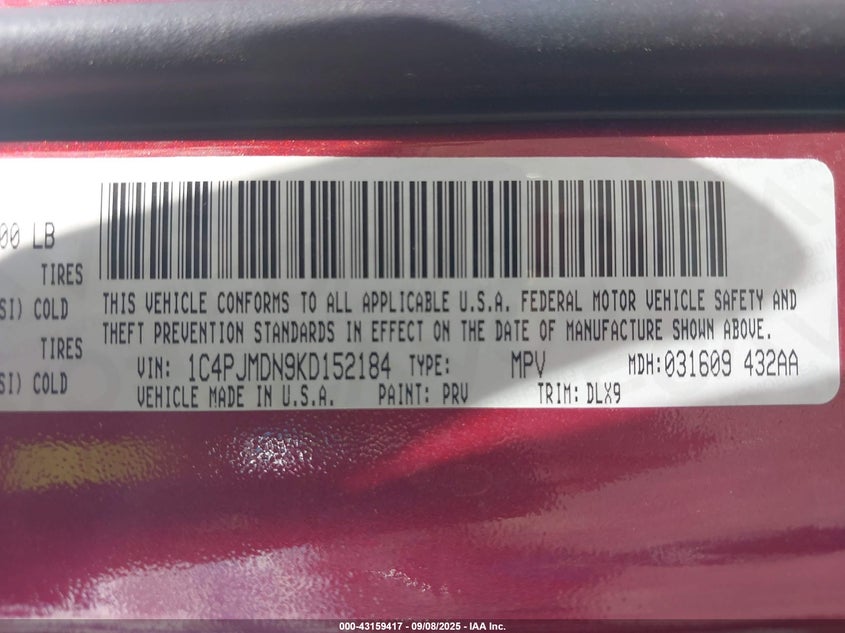 00 LB
TIRES
SI) COLD
TIRES
SI) COLD
THIS VEHICLE CONFORMS TO ALL APPLICABLE U.S.A. FEDERAL MOTOR VEHICLE SAFETY AND
THEFT PREVENTION STANDARDS IN EFFECT ON THE DATE OF MANUFACTURE SHOWN ABOVE.
VIN: 1C4PJMDN9KD152184 TYPE: MPV MDH: 031609 432AA
VEHICLE MADE IN U.S.A. PAINT: PRV TRIM: DLX9
000-43159417 - 09/08/2025 - IAA Inc.